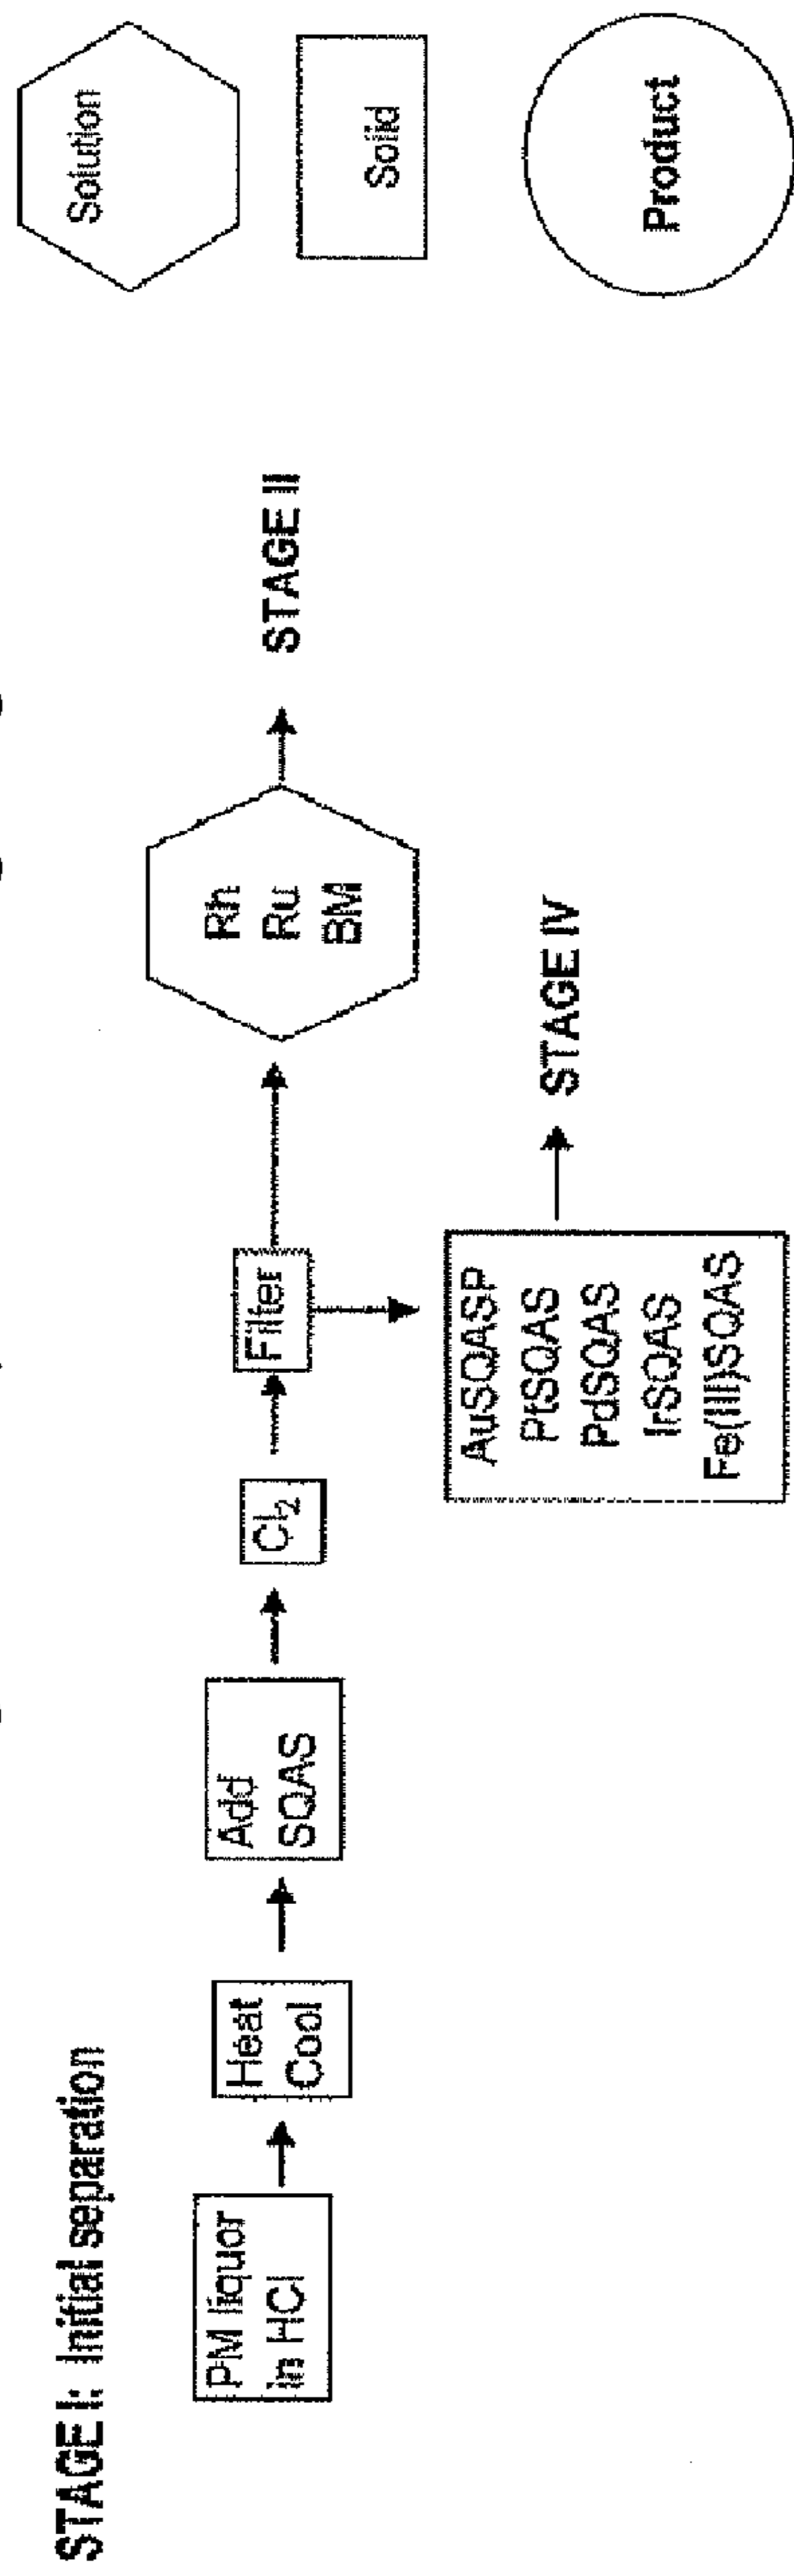 STAGE I: Initial separation
PM liquor
in HCl
Heat
Cool
Add
SQAS
Cl₂
Filter
Rh
Ru
BM
STAGE II
AuSQASP
PtSQAS
PdSQAS
IrSQAS
Fe(III)SQAS
STAGE IV
Solution
Solid
Product